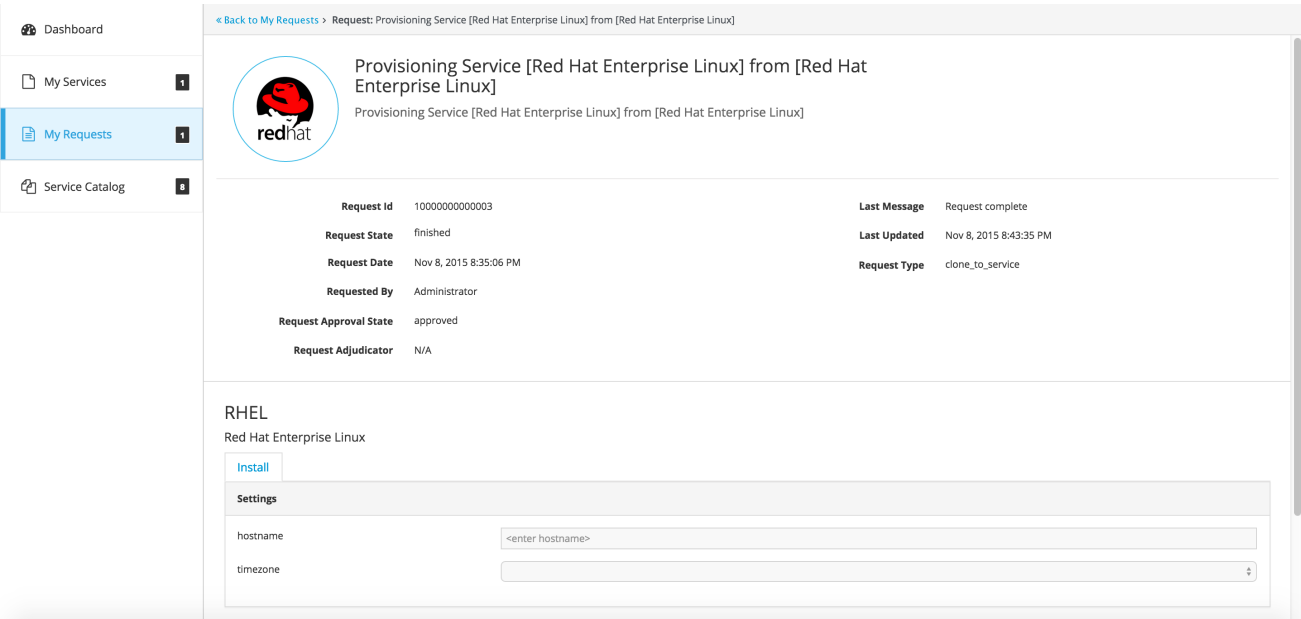 Dashboard
My Services 1
My Requests 1
Service Catalog 8
« Back to My Requests › Request: Provisioning Service [Red Hat Enterprise Linux] from [Red Hat Enterprise Linux]
redhat
Provisioning Service [Red Hat Enterprise Linux] from [Red Hat
Enterprise Linux]
Provisioning Service [Red Hat Enterprise Linux] from [Red Hat Enterprise Linux]
Request Id 10000000000003
Request State finished
Request Date Nov 8, 2015 8:35:06 PM
Requested By Administrator
Request Approval State approved
Request Adjudicator N/A
Last Message Request complete
Last Updated Nov 8, 2015 8:43:35 PM
Request Type clone_to_service
RHEL
Red Hat Enterprise Linux
Install
Settings
hostname <enter hostname>
timezone